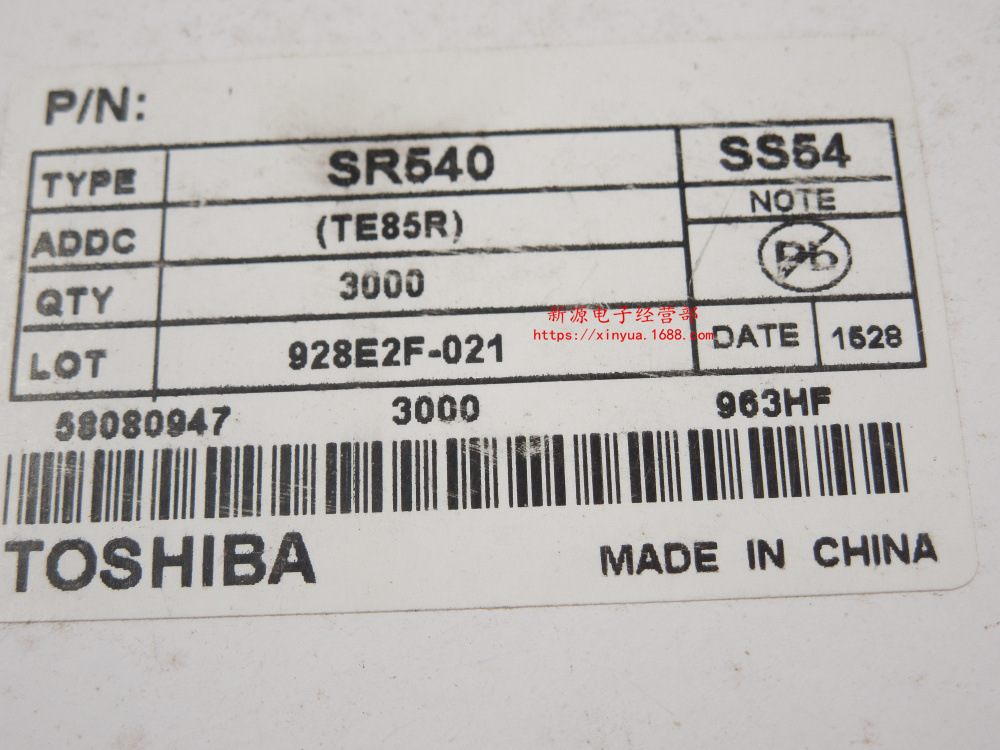 P/N:
TYPE SR540 SS54
NOTE
ADDC (TE85R)
Pb
QTY 3000
新源电子经营部
https://xinyua.1688.com
LOT 928E2F-021 DATE 1528
58080947 3000 963HF
TOSHIBA MADE IN CHINA